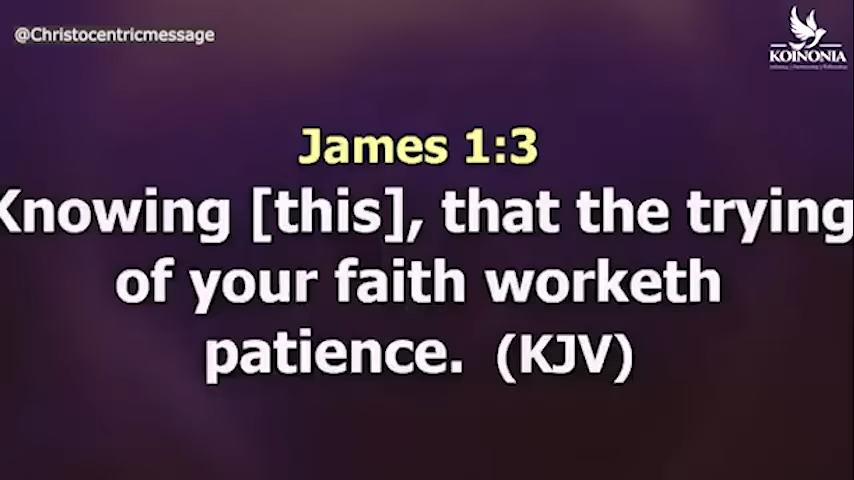 @Christocentricmessage
KOINONIA
James 1:3
Knowing [this], that the trying
of your faith worketh
patience. (KJV)